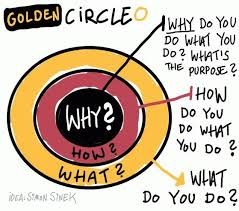 GOLDEN CIRCLE
WHY DO YOU
DO WHAT YOU
DO? WHAT'S
THE PURPOSE?
HOW
DO YOU
DO WHAT
YOU DO?
WHAT
DO YOU DO?
WHY?
HOW?
WHAT?
IDEA: SIMON SINEK